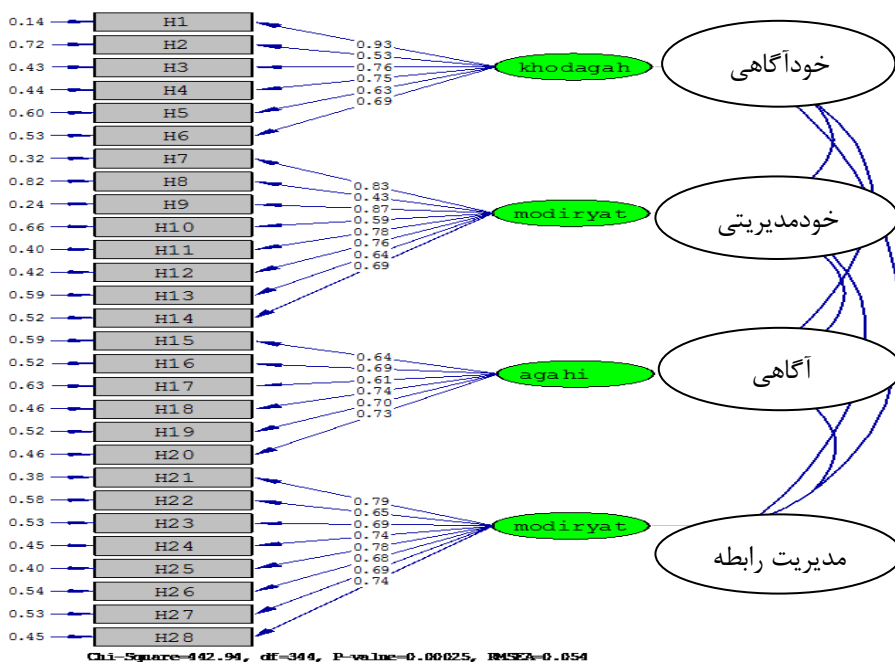 0.14 H1
0.72 H2
0.43 H3
0.44 H4
0.60 H5
0.53 H6
0.93
0.53
0.76
0.75
0.63
0.69
khodagah
خودآگاهی
0.32 H7
0.82 H8
0.24 H9
0.66 H10
0.40 H11
0.42 H12
0.59 H13
0.52 H14
0.83
0.43
0.87
0.59
0.78
0.76
0.64
0.69
modiryat
خودمدیریتی
0.59 H15
0.52 H16
0.63 H17
0.46 H18
0.52 H19
0.46 H20
0.64
0.69
0.61
0.74
0.70
0.73
agahi
آگاهی
0.38 H21
0.58 H22
0.53 H23
0.45 H24
0.40 H25
0.54 H26
0.53 H27
0.45 H28
0.79
0.65
0.69
0.74
0.78
0.68
0.69
0.74
modiryat
مدیریت رابطه
Chi-Square=442.94, df=344, P-value=0.00025, RMSEA=0.054